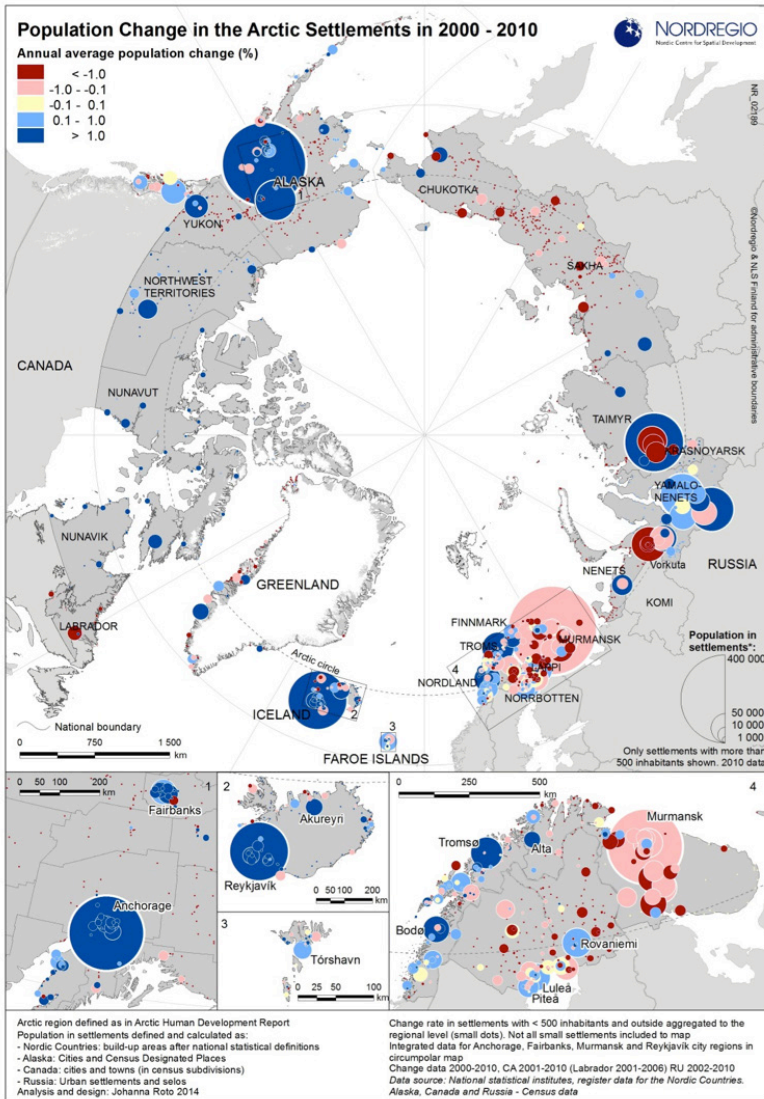 Population Change in the Arctic Settlements in 2000 - 2010
NORDREGIO
Nordic Centre for Spatial Development
Annual average population change (%)
< -1.0
-1.0 - -0.1
-0.1 - 0.1
0.1 - 1.0
> 1.0
NR_02189
©Nordregio & NLS Finland for administrative boundaries
ALASKA
1
CHUKOTKA
YUKON
SAKHA
NORTHWEST
TERRITORIES
CANADA
NUNAVUT
TAIMYR
KRASNOYARSK
YAMALO-
NENETS
NUNAVIK
RUSSIA
Vorkuta
GREENLAND
NENETS
KOMI
LABRADOR
FINNMARK
TROMS
MURMANSK
Population in
settlements*:
400 000
4
LAPPI
Arctic circle
NORDLAND
NORRBOTTEN
ICELAND
2
50 000
10 000
1 000
National boundary
3
0 750 1 500
km
FAROE ISLANDS
Only settlements with more than
500 inhabitants shown. 2010 data
0 50 100 200
km
1
Fairbanks
Anchorage
2
Akureyri
Reykjavík
0 50 100 200
km
3
Tórshavn
0 50 100
km
0 250 500
km
4
Murmansk
Tromsø
Alta
Bodø
Rovaniemi
Luleå
Piteå
Arctic region defined as in Arctic Human Development Report
Population in settlements defined and calculated as:
- Nordic Countries: build-up areas after national statistical definitions
- Alaska: Cities and Census Designated Places
- Canada: cities and towns (in census subdivisions)
- Russia: Urban settlements and selos
Analysis and design: Johanna Roto 2014
Change rate in settlements with < 500 inhabitants and outside aggregated to the
regional level (small dots). Not all small settlements included to map
Integrated data for Anchorage, Fairbanks, Murmansk and Reykjavik city regions in
circumpolar map
Change data 2000-2010, CA 2001-2010 (Labrador 2001-2006) RU 2002-2010
Data source: National statistical institutes, register data for the Nordic Countries.
Alaska, Canada and Russia - Census data